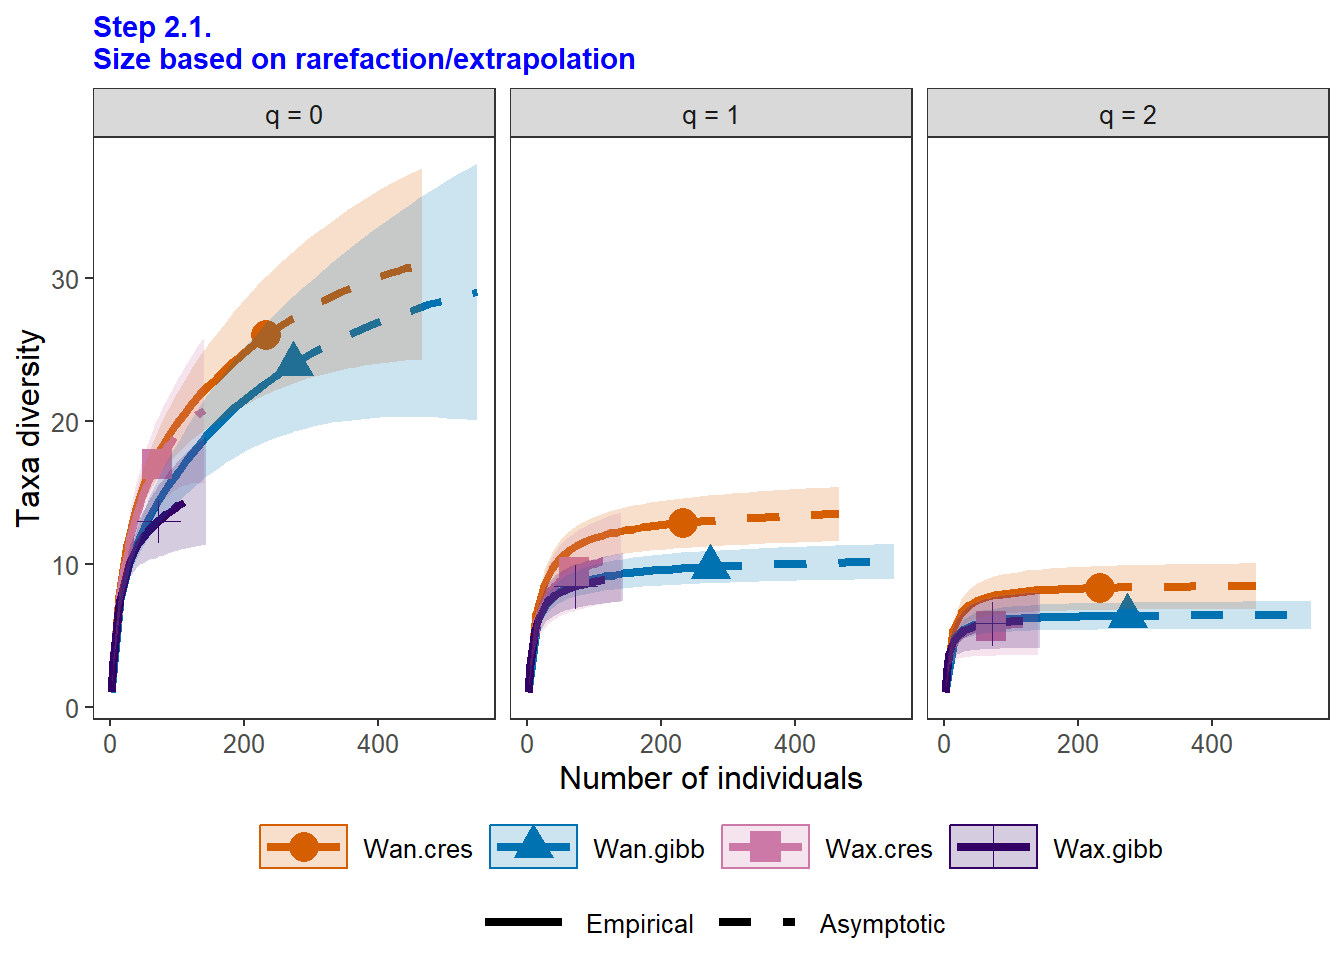 Step 2.1.
Size based on rarefaction/extrapolation
q = 0
q = 1
q = 2
Taxa diversity
30
20
10
0
0 200 400
0 200 400
0 200 400
Number of individuals
Wan.cres Wan.gibb Wax.cres Wax.gibb
Empirical Asymptotic